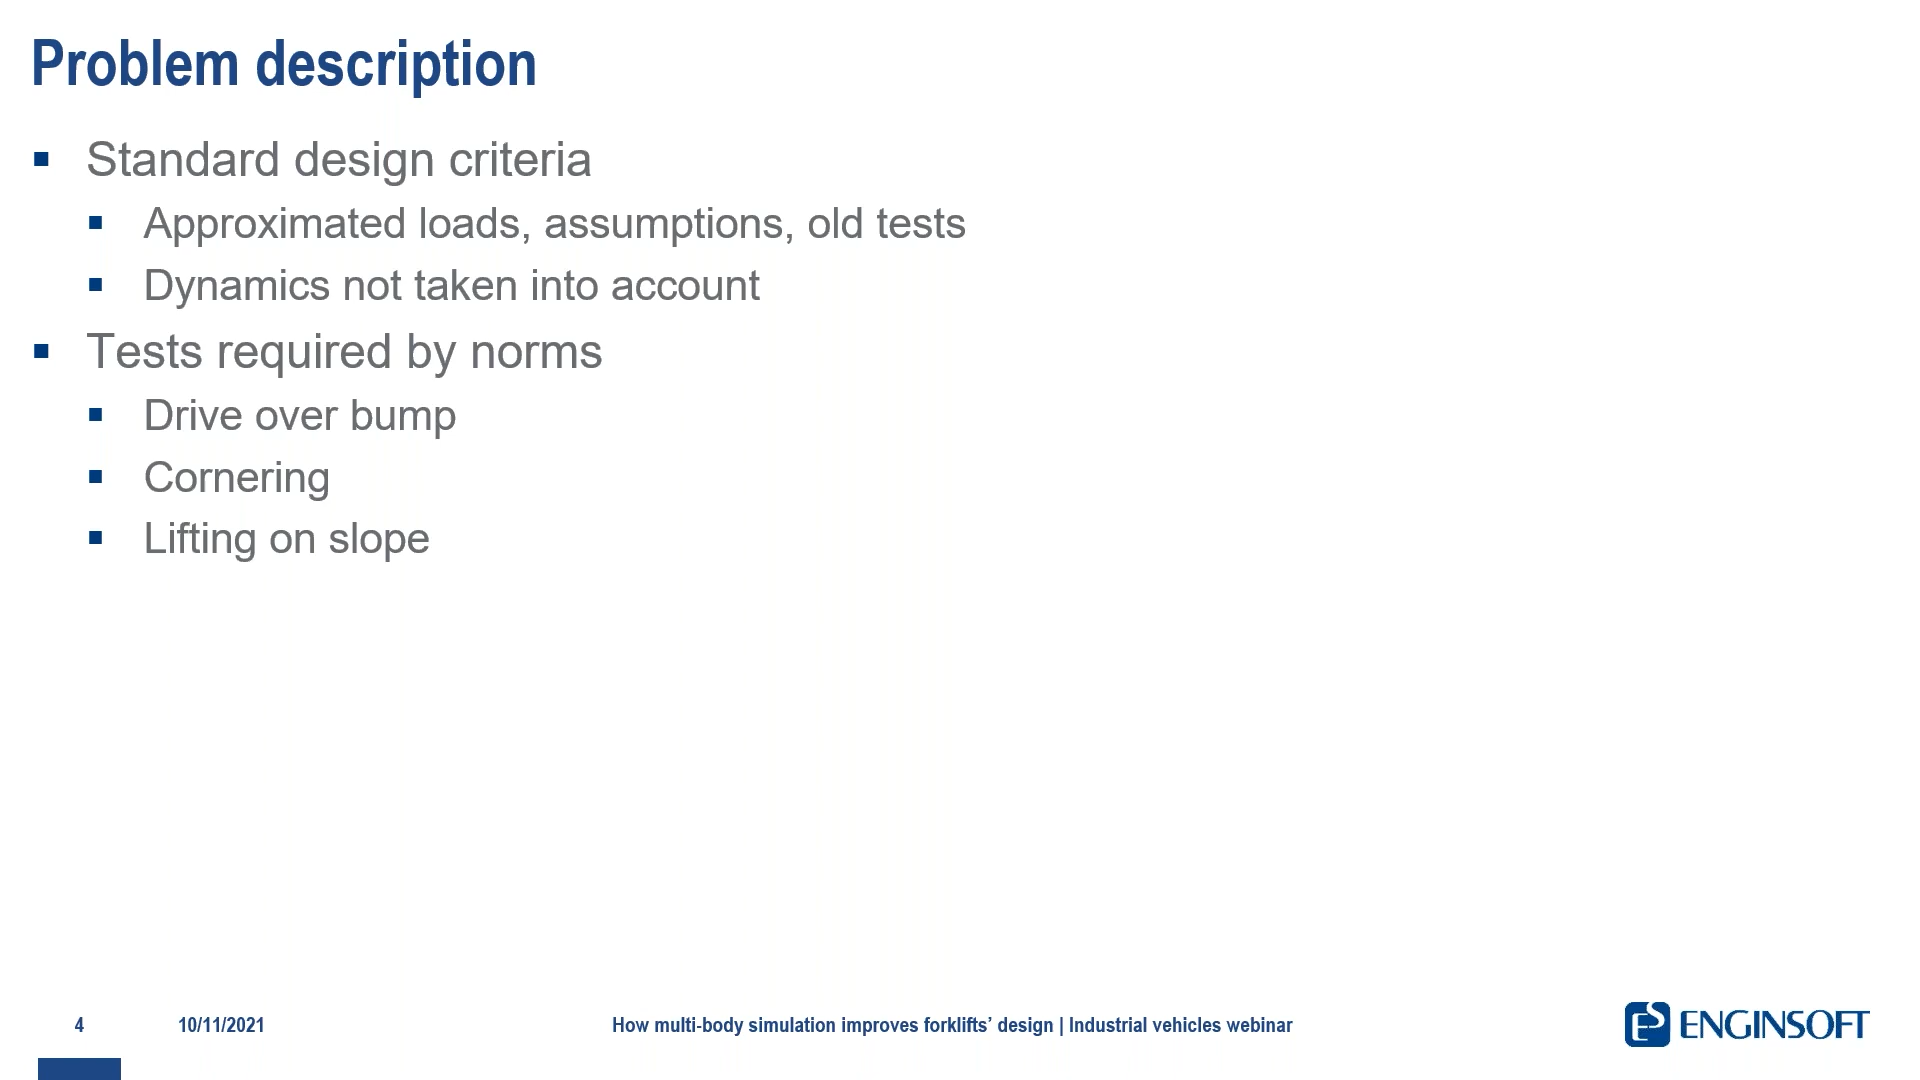 Problem description
Standard design criteria
Approximated loads, assumptions, old tests
Dynamics not taken into account
Tests required by norms
Drive over bump
Cornering
Lifting on slope
4 10/11/2021 How multi-body simulation improves forklifts’ design | Industrial vehicles webinar ES ENGINSOFT